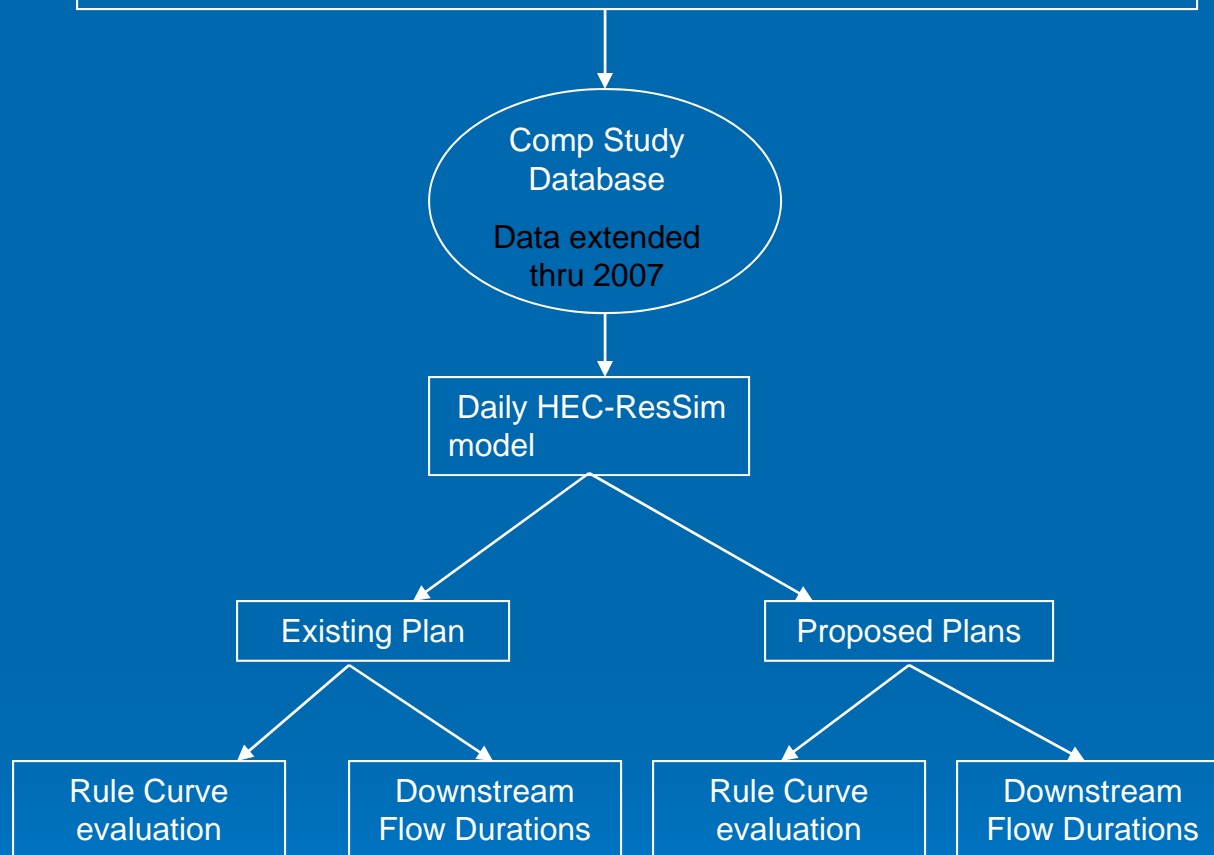 Comp Study
Database
Data extended
thru 2007
Daily HEC-ResSim
model
Existing Plan
Proposed Plans
Rule Curve
evaluation
Downstream
Flow Durations
Rule Curve
evaluation
Downstream
Flow Durations